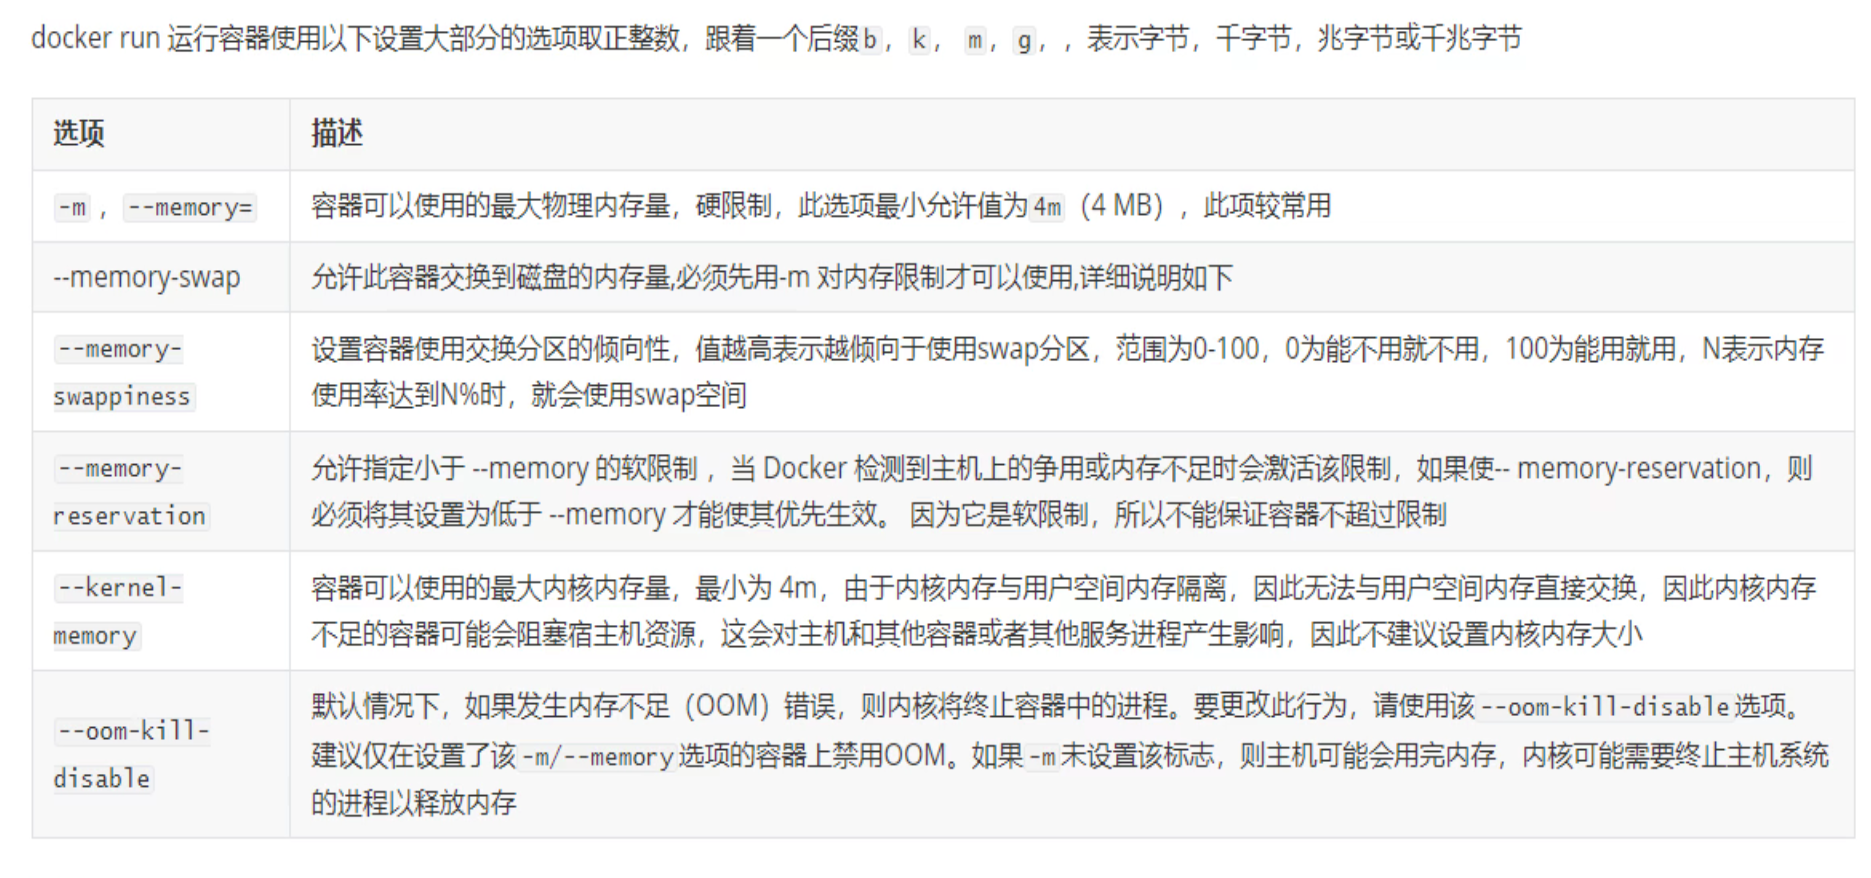 docker run 运行容器使用以下设置大部分的选项取正整数，跟着一个后缀b，k， m，g，，表示字节，千字节，兆字节或千兆字节
选项 描述
-m ，--memory= 容器可以使用的最大物理内存量，硬限制，此选项最小允许值为4m（4 MB），此项较常用
--memory-swap 允许此容器交换到磁盘的内存量,必须先用-m 对内存限制才可以使用,详细说明如下
--memory-
swappiness
设置容器使用交换分区的倾向性，值越高表示越倾向于使用swap分区，范围为0-100，0为能不用就不用，100为能用就用，N表示内存
使用率达到N%时，就会使用swap空间
--memory-
reservation
允许指定小于 --memory 的软限制 ，当 Docker 检测到主机上的争用或内存不足时会激活该限制，如果使-- memory-reservation，则
必须将其设置为低于 --memory 才能使其优先生效。 因为它是软限制，所以不能保证容器不超过限制
--kernel-
memory
容器可以使用的最大内核内存量，最小为 4m，由于内核内存与用户空间内存隔离，因此无法与用户空间内存直接交换，因此内核内存
不足的容器可能会阻塞宿主机资源，这会对主机和其他容器或者其他服务进程产生影响，因此不建议设置内核内存大小
--oom-kill-
disable
默认情况下，如果发生内存不足（OOM）错误，则内核将终止容器中的进程。要更改此行为，请使用该--oom-kill-disable选项。
建议仅在设置了该-m/--memory选项的容器上禁用OOM。如果-m未设置该标志，则主机可能会用完内存，内核可能需要终止主机系统
的进程以释放内存